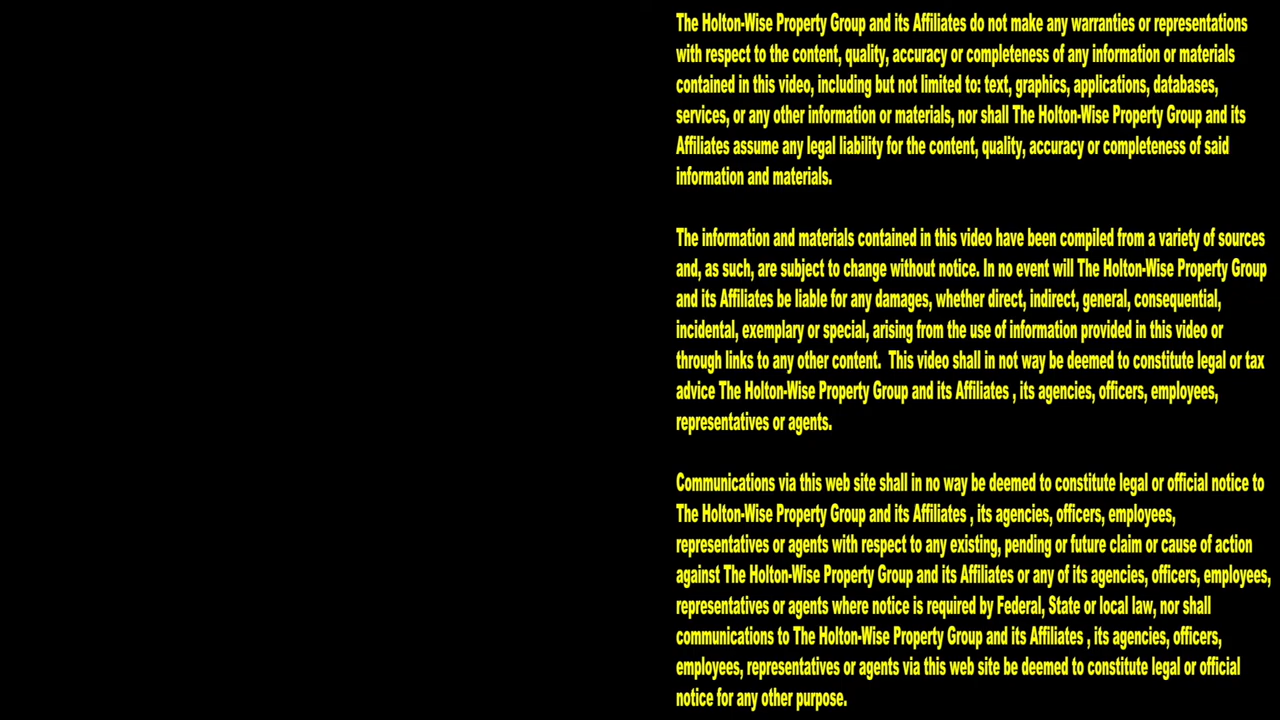 The Holton-Wise Property Group and its Affiliates do not make any warranties or representations
with respect to the content, quality, accuracy or completeness of any information or materials
contained in this video, including but not limited to: text, graphics, applications, databases,
services, or any other information or materials, nor shall The Holton-Wise Property Group and its
Affiliates assume any legal liability for the content, quality, accuracy or completeness of said
information and materials.
The information and materials contained in this video have been compiled from a variety of sources
and, as such, are subject to change without notice. In no event will The Holton-Wise Property Group
and its Affiliates be liable for any damages, whether direct, indirect, general, consequential,
incidental, exemplary or special, arising from the use of information provided in this video or
through links to any other content.  This video shall in not way be deemed to constitute legal or tax
advice The Holton-Wise Property Group and its Affiliates , its agencies, officers, employees,
representatives or agents.
Communications via this web site shall in no way be deemed to constitute legal or official notice to
The Holton-Wise Property Group and its Affiliates , its agencies, officers, employees,
representatives or agents with respect to any existing, pending or future claim or cause of action
against The Holton-Wise Property Group and its Affiliates or any of its agencies, officers, employees,
representatives or agents where notice is required by Federal, State or local law, nor shall
communications to The Holton-Wise Property Group and its Affiliates , its agencies, officers,
employees, representatives or agents via this web site be deemed to constitute legal or official
notice for any other purpose.